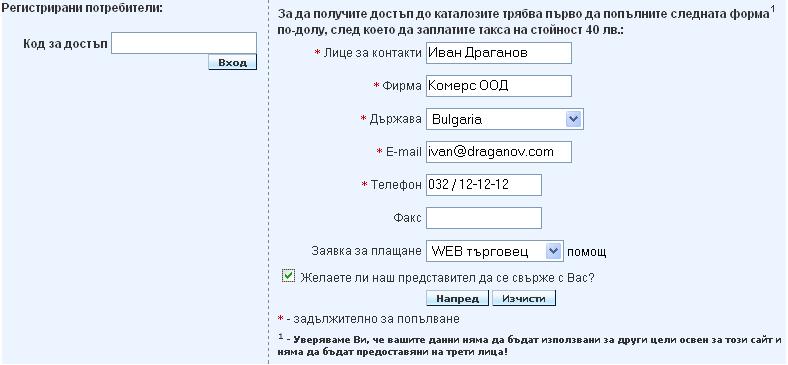 Регистрирани потребители:
Код за достъп
Вход
За да получите достъп до каталозите трябва първо да попълните следната форма1
по-долу, след което да заплатите такса на стойност 40 лв.:
* Лице за контакти Иван Драганов
* Фирма Комерс ООД
* Държава Bulgaria
* E-mail ivan@draganov.com
* Телефон 032 / 12-12-12
Факс
Заявка за плащане WEB търговец помощ
Желаете ли наш представител да се свърже с Вас?
Напред Изчисти
* - задължително за попълване
1 - Уверяваме Ви, че вашите данни няма да бъдат използвани за други цели освен за този сайт и
няма да бъдат предоставяни на трети лица!